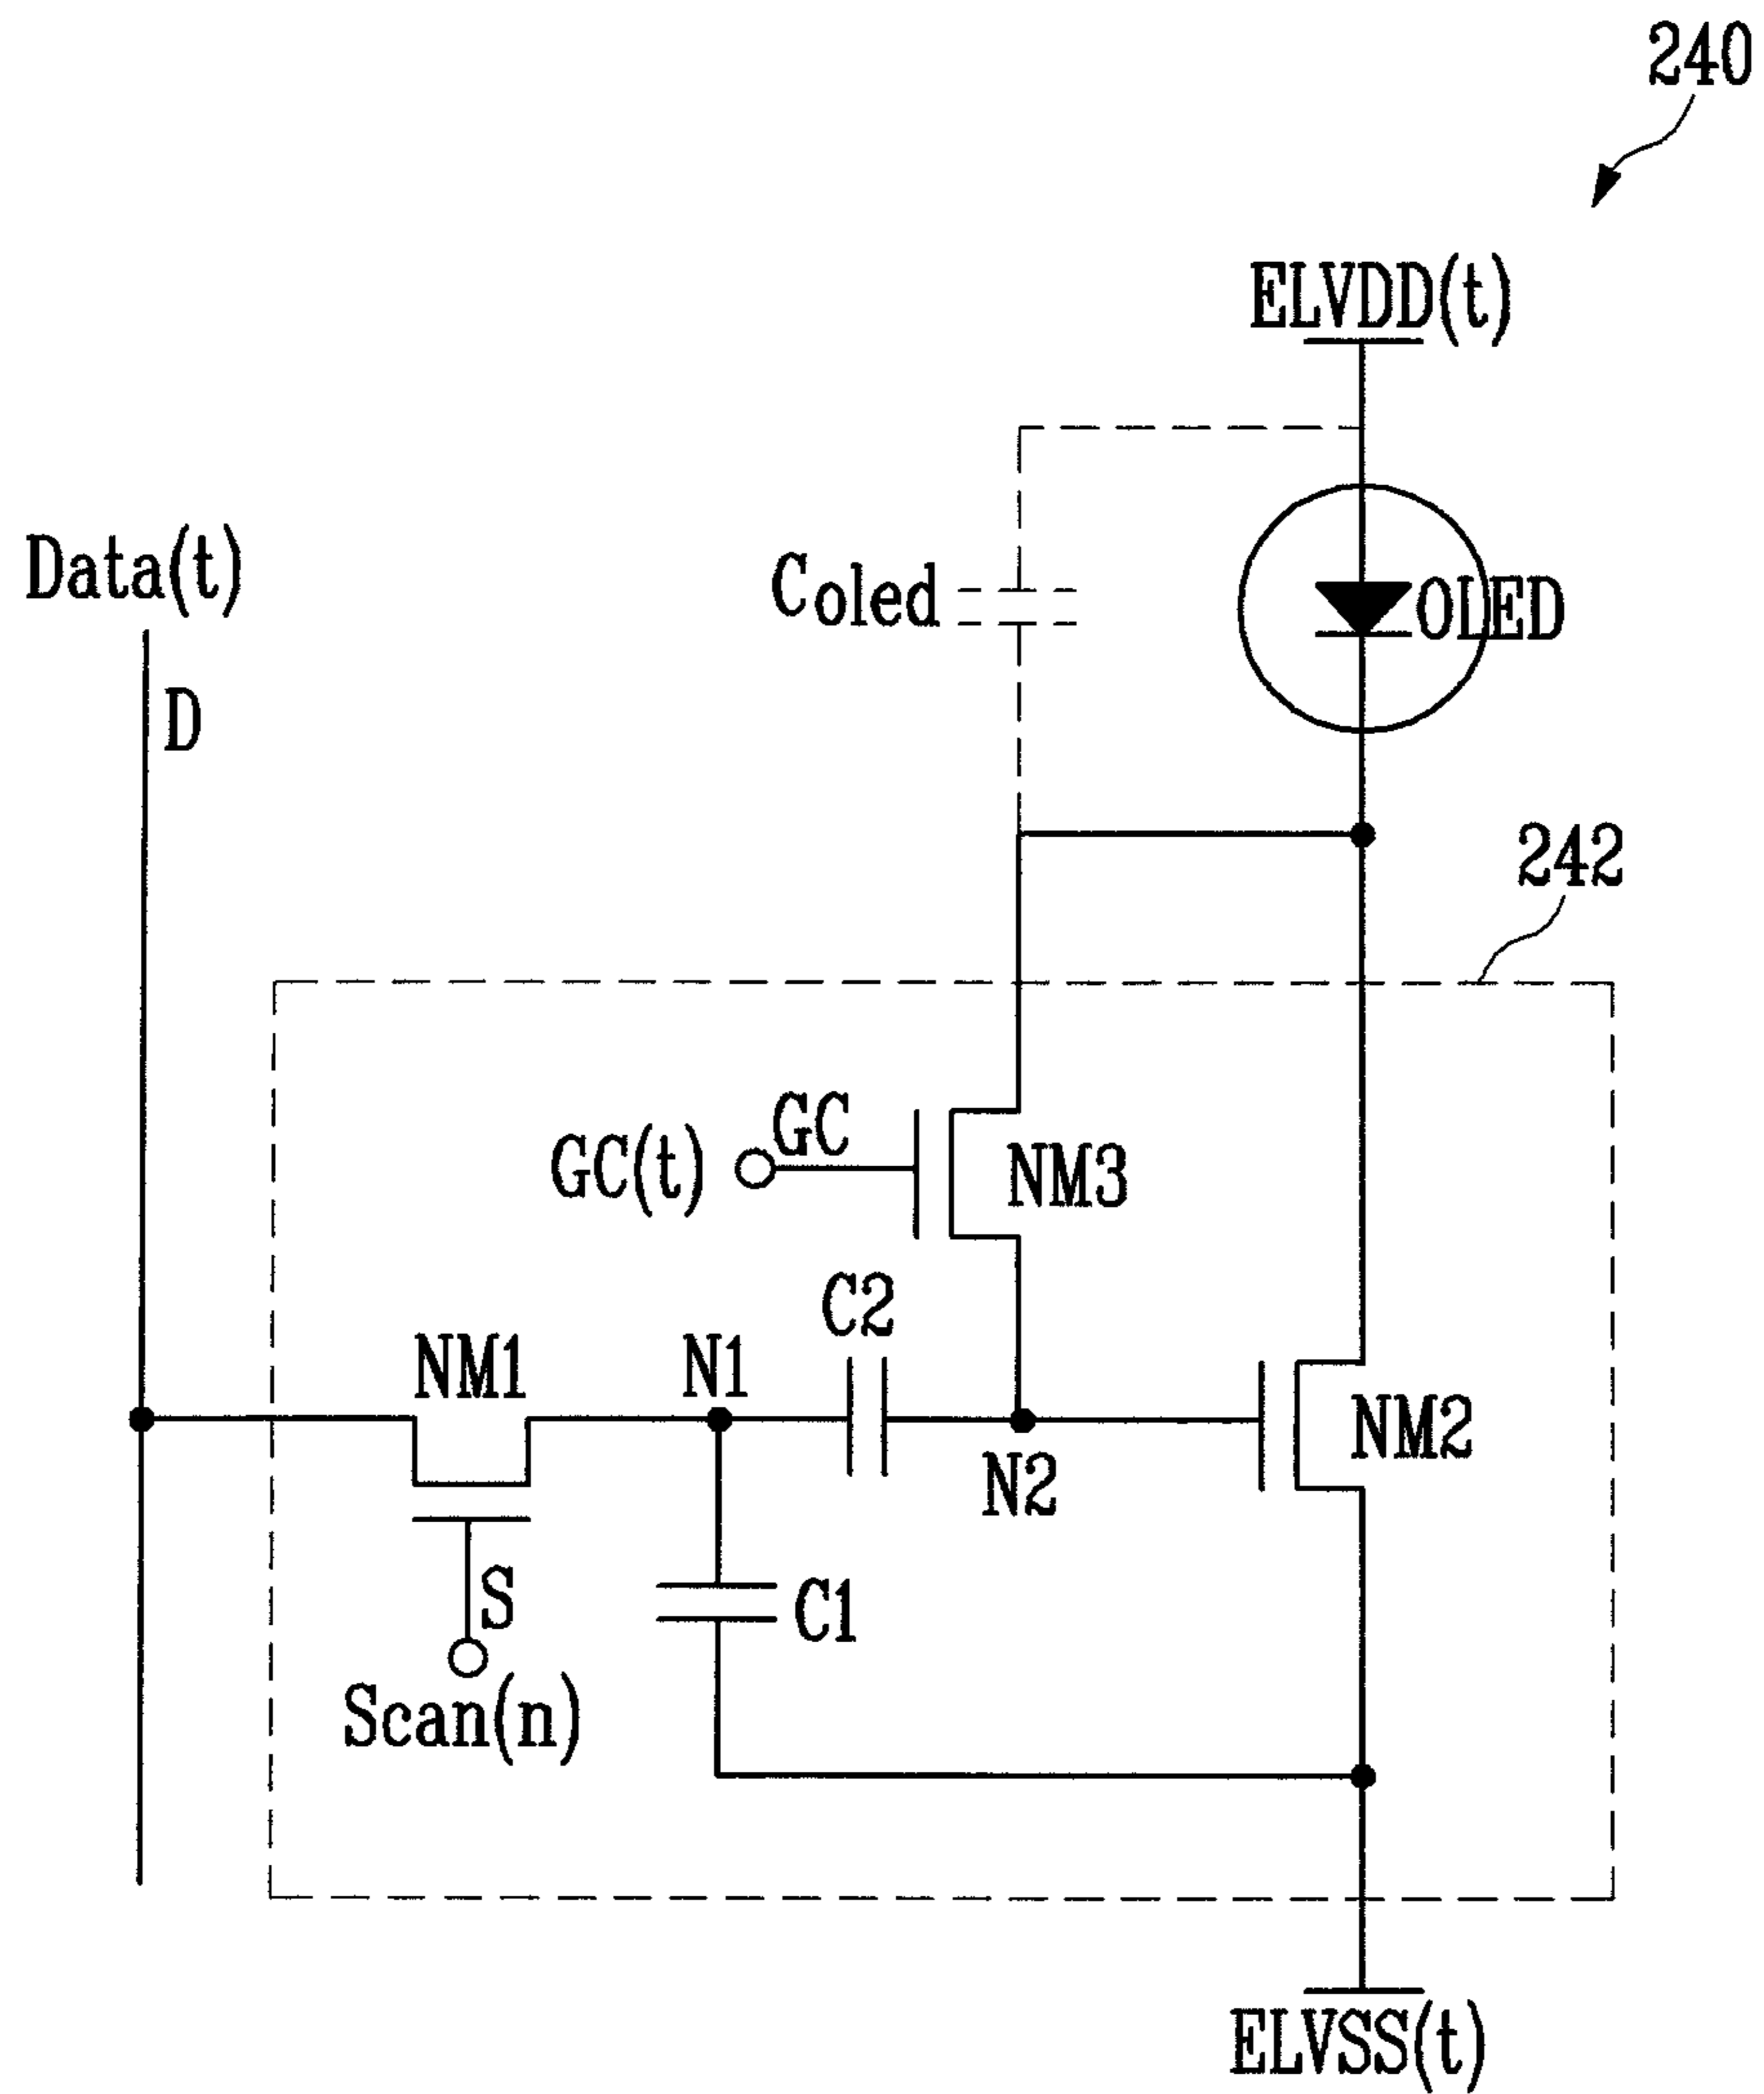 240
ELVDD(t)
Data(t)
Coled
OLED
D
242
GC
GC(t)
NM3
C2
NM1
N1
NM2
N2
S
C1
Scan(n)
ELVSS(t)